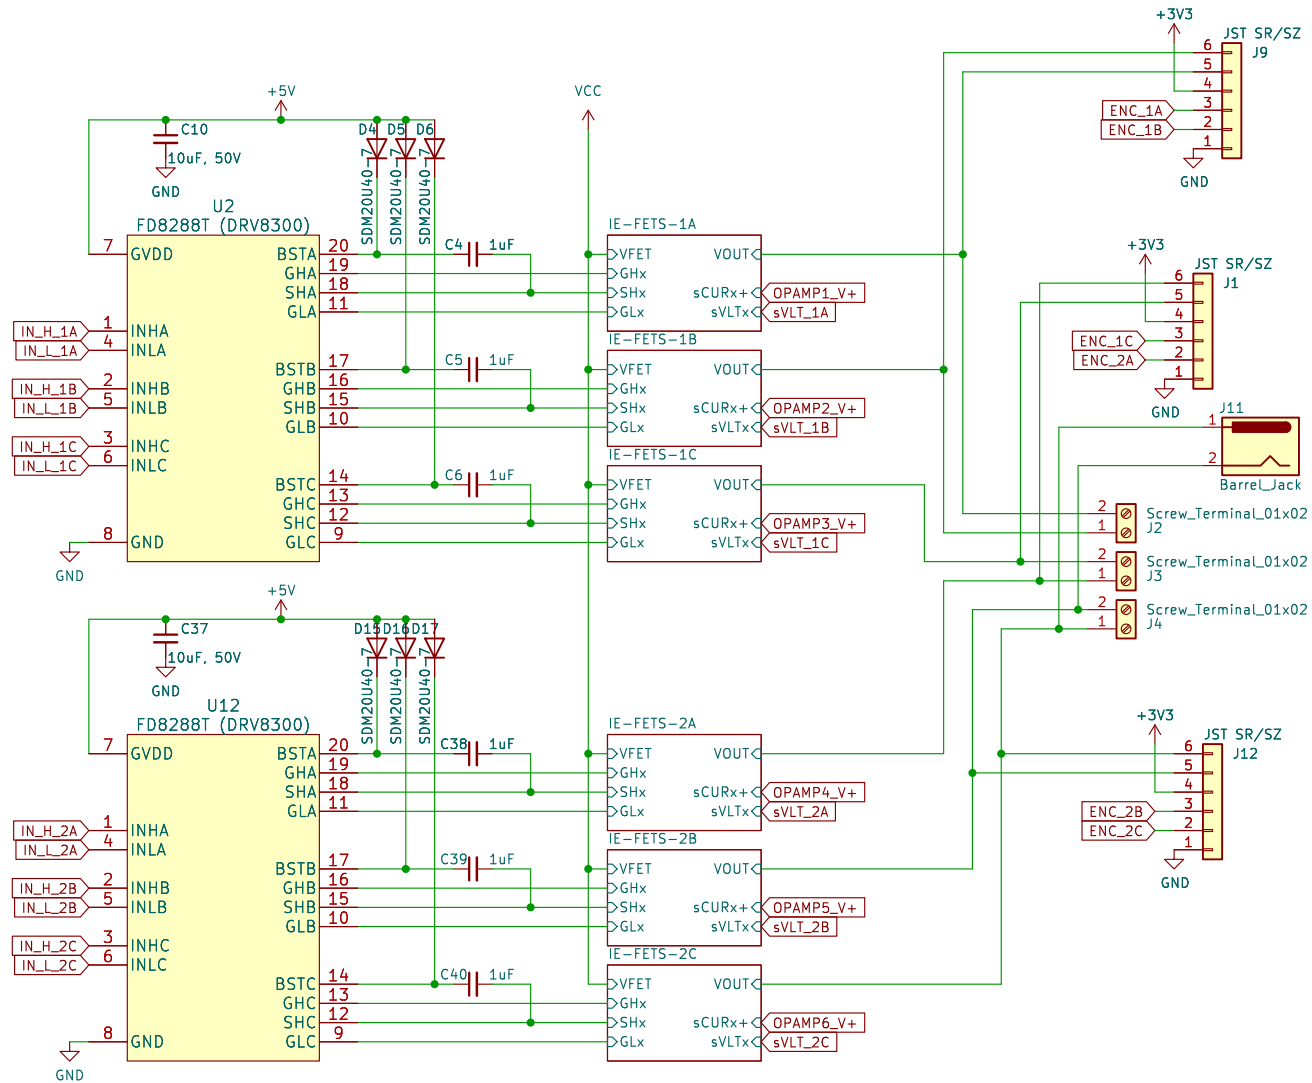 +3V3
JST SR/SZ
J9
6
5
4
3
2
1
ENC_1A
ENC_1B
GND
+5V
VCC
C10
10uF, 50V
GND
D4
D5
D6
SDM20U40-7
SDM20U40-7
SDM20U40-7
U2
FD8288T (DRV8300)
7 GVDD
1 INHA
4 INLA
2 INHB
5 INLB
3 INHC
6 INLC
8 GND
IN_H_1A
IN_L_1A
IN_H_1B
IN_L_1B
IN_H_1C
IN_L_1C
GND
BSTA 20
GHA 19
SHA 18
GLA 11
BSTB 17
GHB 16
SHB 15
GLB 10
BSTC 14
GHC 13
SHC 12
GLC 9
C4 1uF
C5 1uF
C6 1uF
IE-FETS-1A
VFET VOUT
GHx
SHx sCURx+ OPAMP1_V+
GLx sVLTx sVLT_1A
IE-FETS-1B
VFET VOUT
GHx
SHx sCURx+ OPAMP2_V+
GLx sVLTx sVLT_1B
IE-FETS-1C
VFET VOUT
GHx
SHx sCURx+ OPAMP3_V+
GLx sVLTx sVLT_1C
+3V3
JST SR/SZ
J1
6
5
4
3
2
1
ENC_1C
ENC_2A
GND
J11
1
2
Barrel_Jack
2
1
Screw_Terminal_01x02
J2
2
1
Screw_Terminal_01x02
J3
2
1
Screw_Terminal_01x02
J4
+5V
C37
10uF, 50V
GND
D15
D16
D17
SDM20U40-7
SDM20U40-7
SDM20U40-7
U12
FD8288T (DRV8300)
7 GVDD
1 INHA
4 INLA
2 INHB
5 INLB
3 INHC
6 INLC
8 GND
IN_H_2A
IN_L_2A
IN_H_2B
IN_L_2B
IN_H_2C
IN_L_2C
GND
BSTA 20
GHA 19
SHA 18
GLA 11
BSTB 17
GHB 16
SHB 15
GLB 10
BSTC 14
GHC 13
SHC 12
GLC 9
C38 1uF
C39 1uF
C40 1uF
IE-FETS-2A
VFET VOUT
GHx
SHx sCURx+ OPAMP4_V+
GLx sVLTx sVLT_2A
IE-FETS-2B
VFET VOUT
GHx
SHx sCURx+ OPAMP5_V+
GLx sVLTx sVLT_2B
IE-FETS-2C
VFET VOUT
GHx
SHx sCURx+ OPAMP6_V+
GLx sVLTx sVLT_2C
+3V3
JST SR/SZ
J12
6
5
4
3
2
1
ENC_2B
ENC_2C
GND